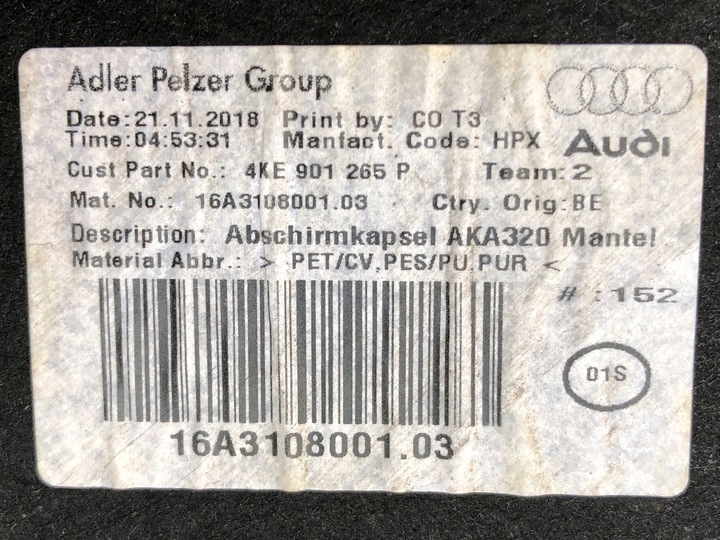 Adler Pelzer Group
Date:21.11.2018 Print by: CO T3
Time:04:53:31 Manfact. Code: HPX
Audi
Cust Part No.: 4KE 901 265 P Team:2
Mat. No.: 16A3108001.03 Ctry. Orig:BE
Description: Abschirmkapsel AKA320 Mantel
Material Abbr.: > PET/CV,PES/PU,PUR <
# :152
01S
16A3108001.03